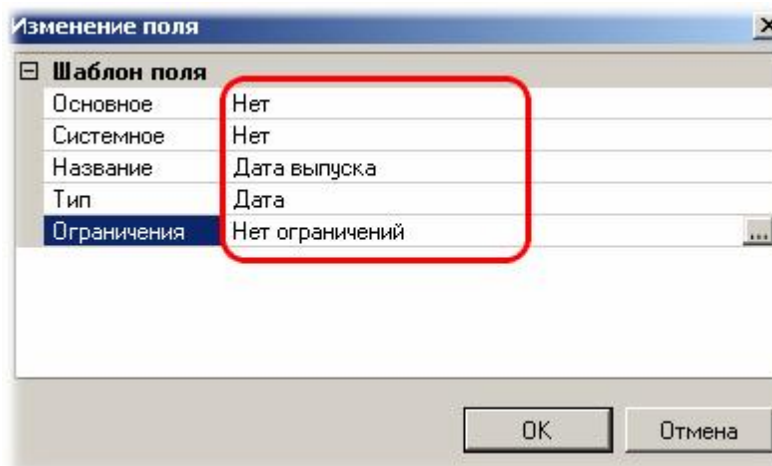 Изменение поля
Шаблон поля
Основное Нет
Системное Нет
Название Дата выпуска
Тип Дата
Ограничения Нет ограничений ...
OK Отмена